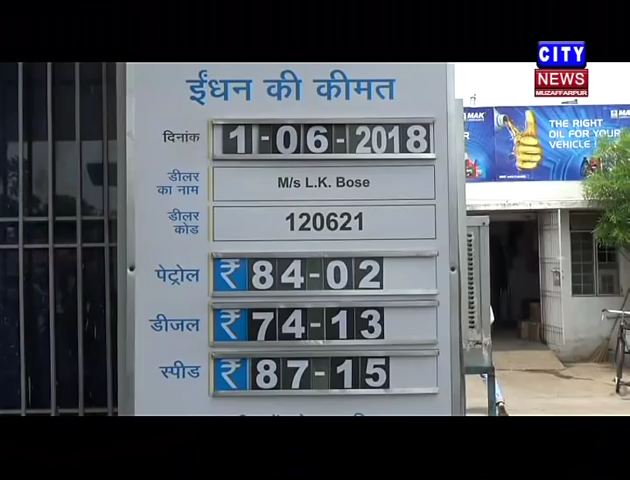 CITY
NEWS
MUZAFFARPUR
ईंधन की कीमत
दिनांक 1-06-2018
डीलर का नाम M/s L.K. Bose
डीलर कोड 120621
पेट्रोल ₹ 84-02
डीजल ₹ 74-13
स्पीड ₹ 87-15
MAK
THE RIGHT
OIL FOR YOUR
VEHICLE